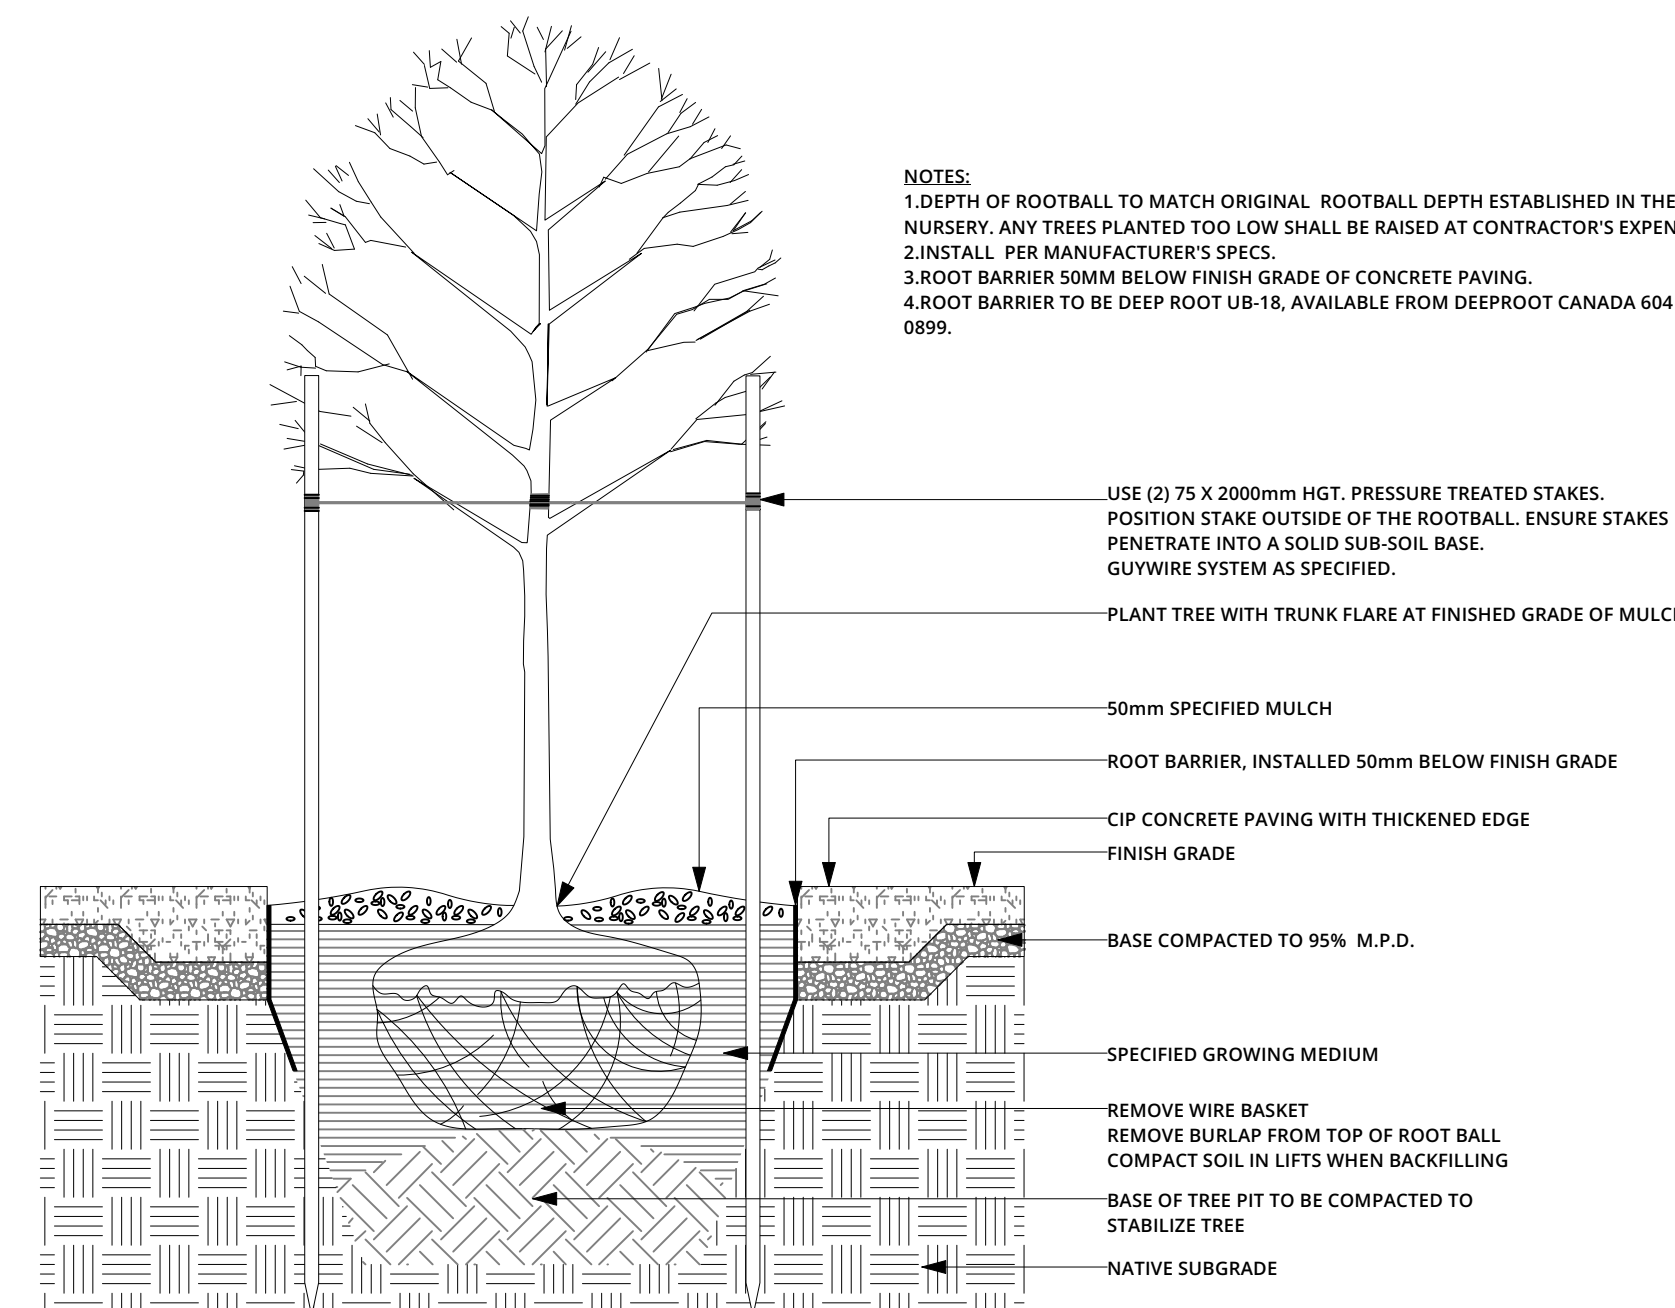 NOTES:
1.DEPTH OF ROOTBALL TO MATCH ORIGINAL  ROOTBALL DEPTH ESTABLISHED IN THE
NURSERY. ANY TREES PLANTED TOO LOW SHALL BE RAISED AT CONTRACTOR'S
2.INSTALL  PER MANUFACTURER'S SPECS.
3.ROOT BARRIER 50MM BELOW FINISH GRADE OF CONCRETE PAVING.
4.ROOT BARRIER TO BE DEEP ROOT UB-18, AVAILABLE FROM DEEPROOT CANADA 604
0899.
USE (2) 75 X 2000mm HGT. PRESSURE TREATED STAKES.
POSITION STAKE OUTSIDE OF THE ROOTBALL. ENSURE STAKES
PENETRATE INTO A SOLID SUB-SOIL BASE.
GUYWIRE SYSTEM AS SPECIFIED.
PLANT TREE WITH TRUNK FLARE AT FINISHED GRADE OF
50mm SPECIFIED MULCH
ROOT BARRIER, INSTALLED 50mm BELOW FINISH GRADE
CIP CONCRETE PAVING WITH THICKENED EDGE
FINISH GRADE
BASE COMPACTED TO 95%  M.P.D.
SPECIFIED GROWING MEDIUM
REMOVE WIRE BASKET
REMOVE BURLAP FROM TOP OF ROOT BALL
COMPACT SOIL IN LIFTS WHEN BACKFILLING
BASE OF TREE PIT TO BE COMPACTED TO
STABILIZE TREE
NATIVE SUBGRADE